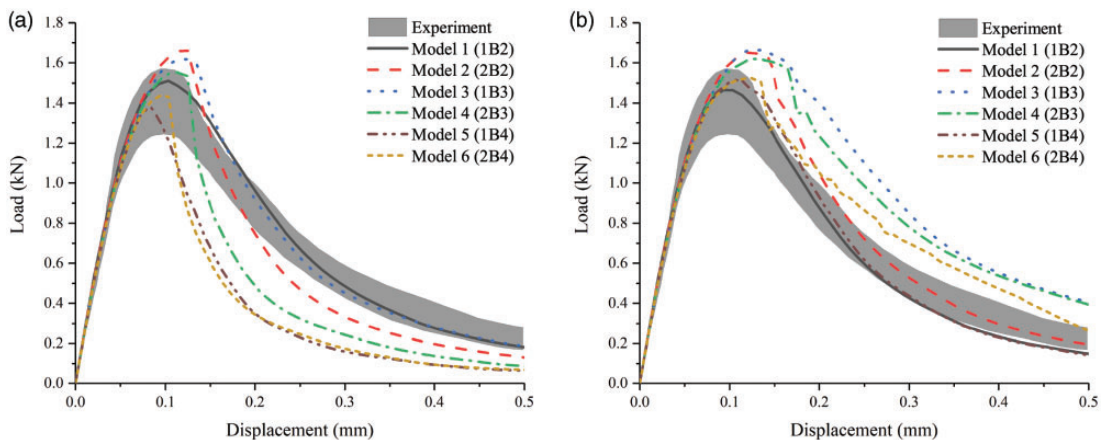 (a)
1.8
1.6
1.4
1.2
1.0
0.8
0.6
0.4
0.2
0.0
Load (kN)
0.0 0.1 0.2 0.3 0.4 0.5
Displacement (mm)
Experiment
Model 1 (1B2)
Model 2 (2B2)
Model 3 (1B3)
Model 4 (2B3)
Model 5 (1B4)
Model 6 (2B4)
(b)
1.8
1.6
1.4
1.2
1.0
0.8
0.6
0.4
0.2
0.0
Load (kN)
0.0 0.1 0.2 0.3 0.4 0.5
Displacement (mm)
Experiment
Model 1 (1B2)
Model 2 (2B2)
Model 3 (1B3)
Model 4 (2B3)
Model 5 (1B4)
Model 6 (2B4)